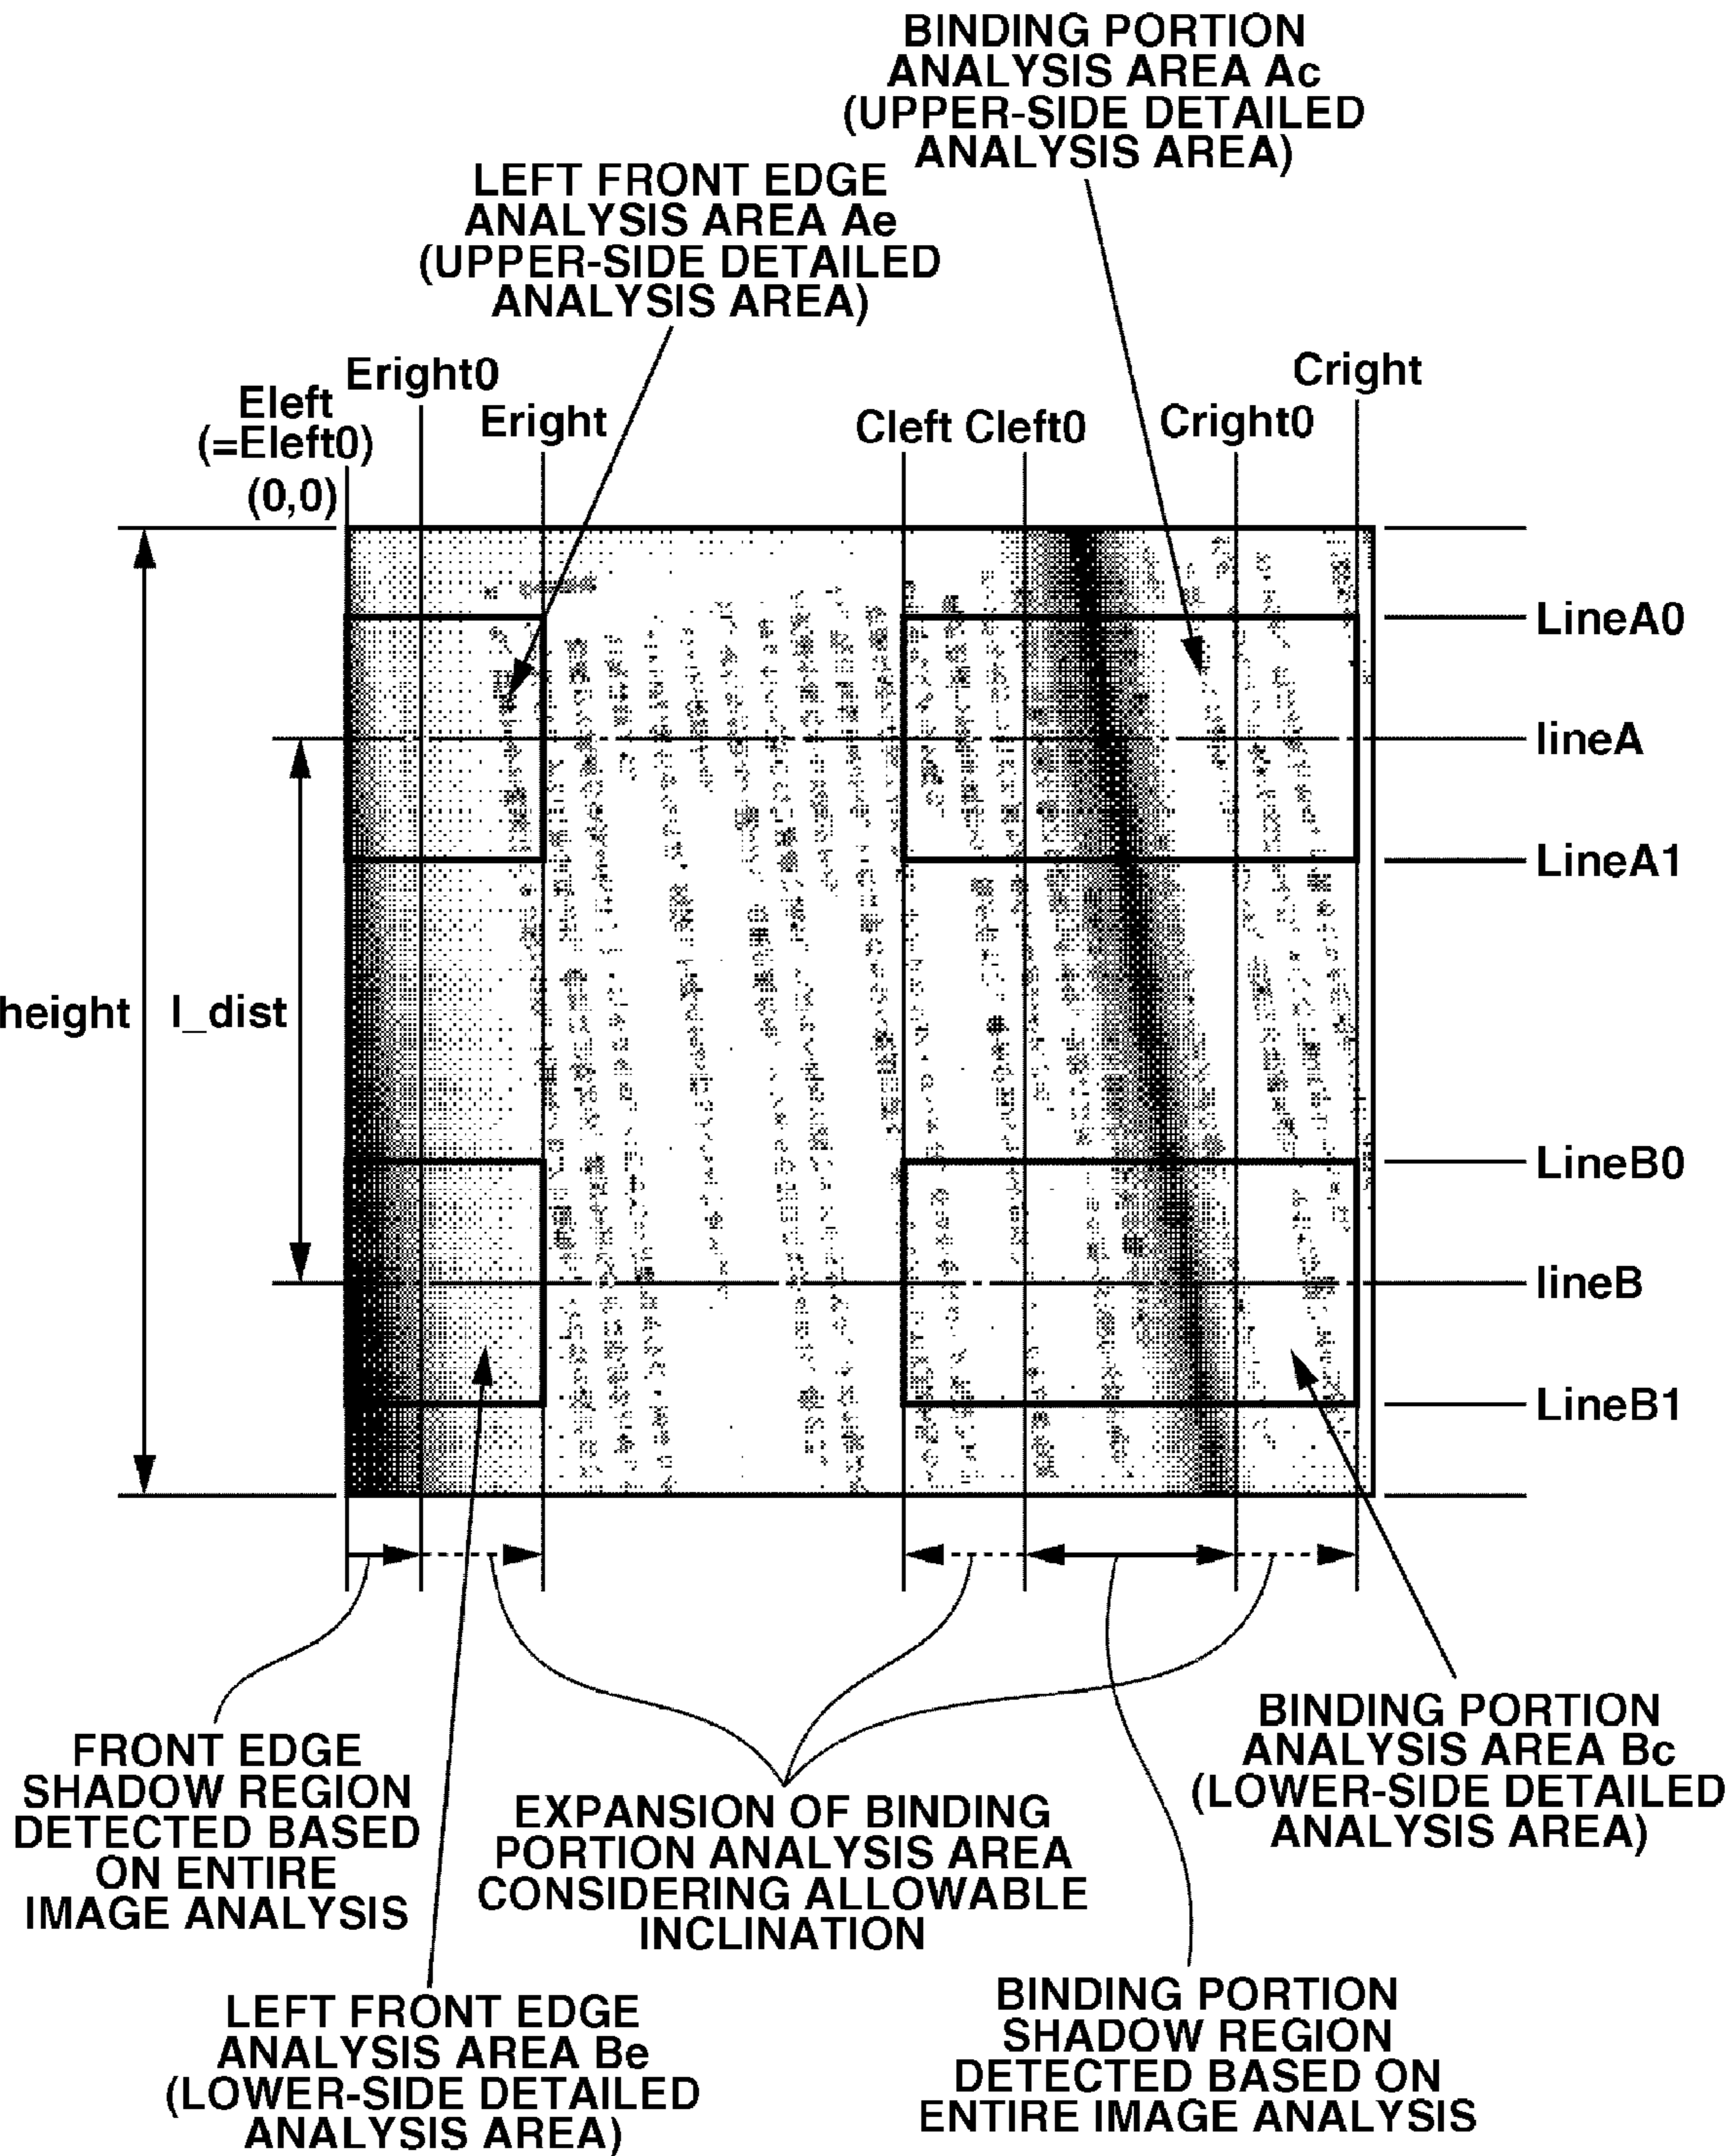 BINDING PORTION
ANALYSIS AREA Ac
(UPPER-SIDE DETAILED
ANALYSIS AREA)
LEFT FRONT EDGE
ANALYSIS AREA Ae
(UPPER-SIDE DETAILED
ANALYSIS AREA)
Eleft
(=Eleft0)
(0,0)
Eright0
Eright
Cleft
Cleft0
Cright0
Cright
LineA0
lineA
LineA1
height
l_dist
LineB0
lineB
LineB1
FRONT EDGE
SHADOW REGION
DETECTED BASED
ON ENTIRE
IMAGE ANALYSIS
EXPANSION OF BINDING
PORTION ANALYSIS AREA
CONSIDERING ALLOWABLE
INCLINATION
BINDING PORTION
ANALYSIS AREA Bc
(LOWER-SIDE DETAILED
ANALYSIS AREA)
LEFT FRONT EDGE
ANALYSIS AREA Be
(LOWER-SIDE DETAILED
ANALYSIS AREA)
BINDING PORTION
SHADOW REGION
DETECTED BASED ON
ENTIRE IMAGE ANALYSIS